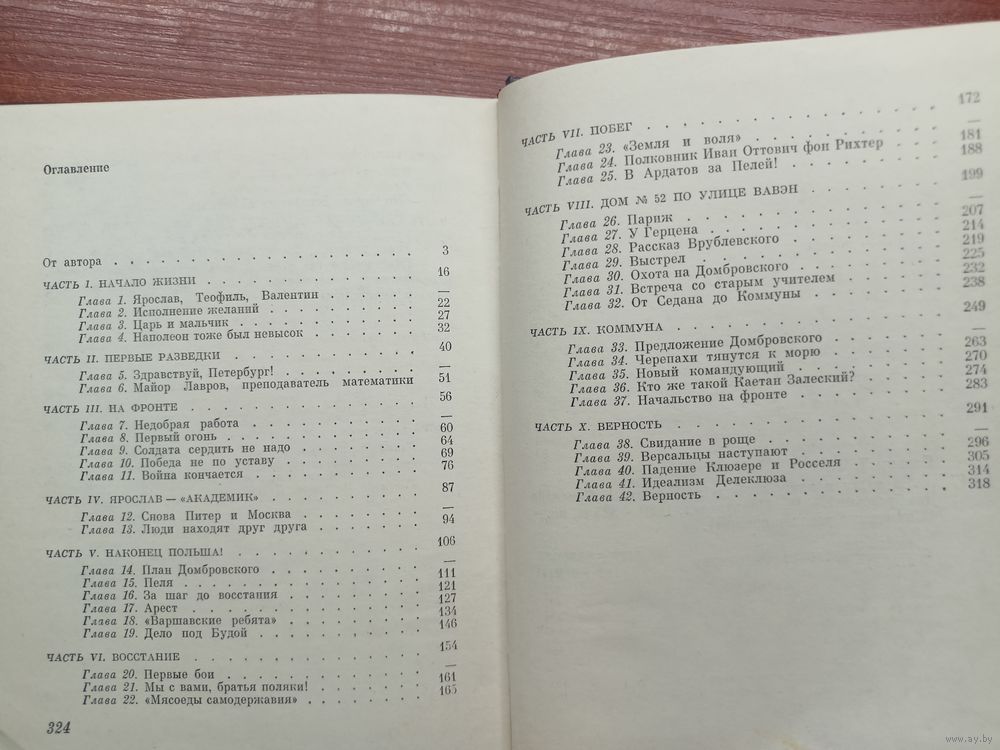 Оглавление
От автора . . . . . . . . . . . . . . . . . . 3
ЧАСТЬ I. НАЧАЛО ЖИЗНИ . . . . . . . . . . . . 16
Глава 1. Ярослав, Теофиль, Валентин . . . . . . —
Глава 2. Исполнение желаний . . . . . . . . . 22
Глава 3. Царь и мальчик . . . . . . . . . . . 27
Глава 4. Наполеон тоже был невысок . . . . . . 32
ЧАСТЬ II. ПЕРВЫЕ РАЗВЕДКИ . . . . . . . . . . 40
Глава 5. Здравствуй, Петербург! . . . . . . . . —
Глава 6. Майор Лавров, преподаватель математики 51
ЧАСТЬ III. НА ФРОНТЕ . . . . . . . . . . . . . 56
Глава 7. Недобрая работа . . . . . . . . . . . —
Глава 8. Первый огонь . . . . . . . . . . . . 60
Глава 9. Солдата сердить не надо . . . . . . . 64
Глава 10. Победа не по уставу . . . . . . . . 69
Глава 11. Война кончается . . . . . . . . . . 76
ЧАСТЬ IV. ЯРОСЛАВ — «АКАДЕМИК» . . . . . . . . 87
Глава 12. Снова Питер и Москва . . . . . . . . —
Глава 13. Люди находят друг друга . . . . . . 94
ЧАСТЬ V. НАКОНЕЦ ПОЛЬША! . . . . . . . . . . . 106
Глава 14. План Домбровского . . . . . . . . . —
Глава 15. Пеля . . . . . . . . . . . . . . . . 111
Глава 16. За шаг до восстания . . . . . . . . 121
Глава 17. Арест . . . . . . . . . . . . . . . 127
Глава 18. «Варшавские ребята» . . . . . . . . 134
Глава 19. Дело под Будой . . . . . . . . . . . 146
ЧАСТЬ VI. ВОССТАНИЕ . . . . . . . . . . . . . 154
Глава 20. Первые бои . . . . . . . . . . . . . —
Глава 21. Мы с вами, братья поляки! . . . . . . 161
Глава 22. «Мясоеды самодержавия» . . . . . . . 165
324
ЧАСТЬ VII. ПОБЕГ . . . . . . . . . . . . . . . 172
Глава 23. «Земля и воля» . . . . . . . . . . . —
Глава 24. Полковник Иван Оттович фон Рихтер 181
Глава 25. В Ардатов за Пелей! . . . . . . . . 188
ЧАСТЬ VIII. ДОМ № 52 ПО УЛИЦЕ ВАВЭН . . . . . . 199
Глава 26. Париж . . . . . . . . . . . . . . . —
Глава 27. У Герцена . . . . . . . . . . . . . 207
Глава 28. Рассказ Врублевского . . . . . . . . 214
Глава 29. Выстрел . . . . . . . . . . . . . . 219
Глава 30. Охота на Домбровского . . . . . . . 225
Глава 31. Встреча со старым учителем . . . . . 232
Глава 32. От Седана до Коммуны . . . . . . . . 238
ЧАСТЬ IX. КОММУНА . . . . . . . . . . . . . . 249
Глава 33. Предложение Домбровского . . . . . . —
Глава 34. Черепахи тянутся к морю . . . . . . 263
Глава 35. Новый командующий . . . . . . . . . 270
Глава 36. Кто же такой Каетан Залеский? . . . . 274
Глава 37. Начальство на фронте . . . . . . . . 283
ЧАСТЬ X. ВЕРНОСТЬ . . . . . . . . . . . . . . 291
Глава 38. Свидание в роще . . . . . . . . . . —
Глава 39. Версальцы наступают . . . . . . . . 296
Глава 40. Падение Клюзере и Росселя . . . . . . 305
Глава 41. Идеализм Делеклюза . . . . . . . . . 314
Глава 42. Верность . . . . . . . . . . . . . . 318
www.ay.by